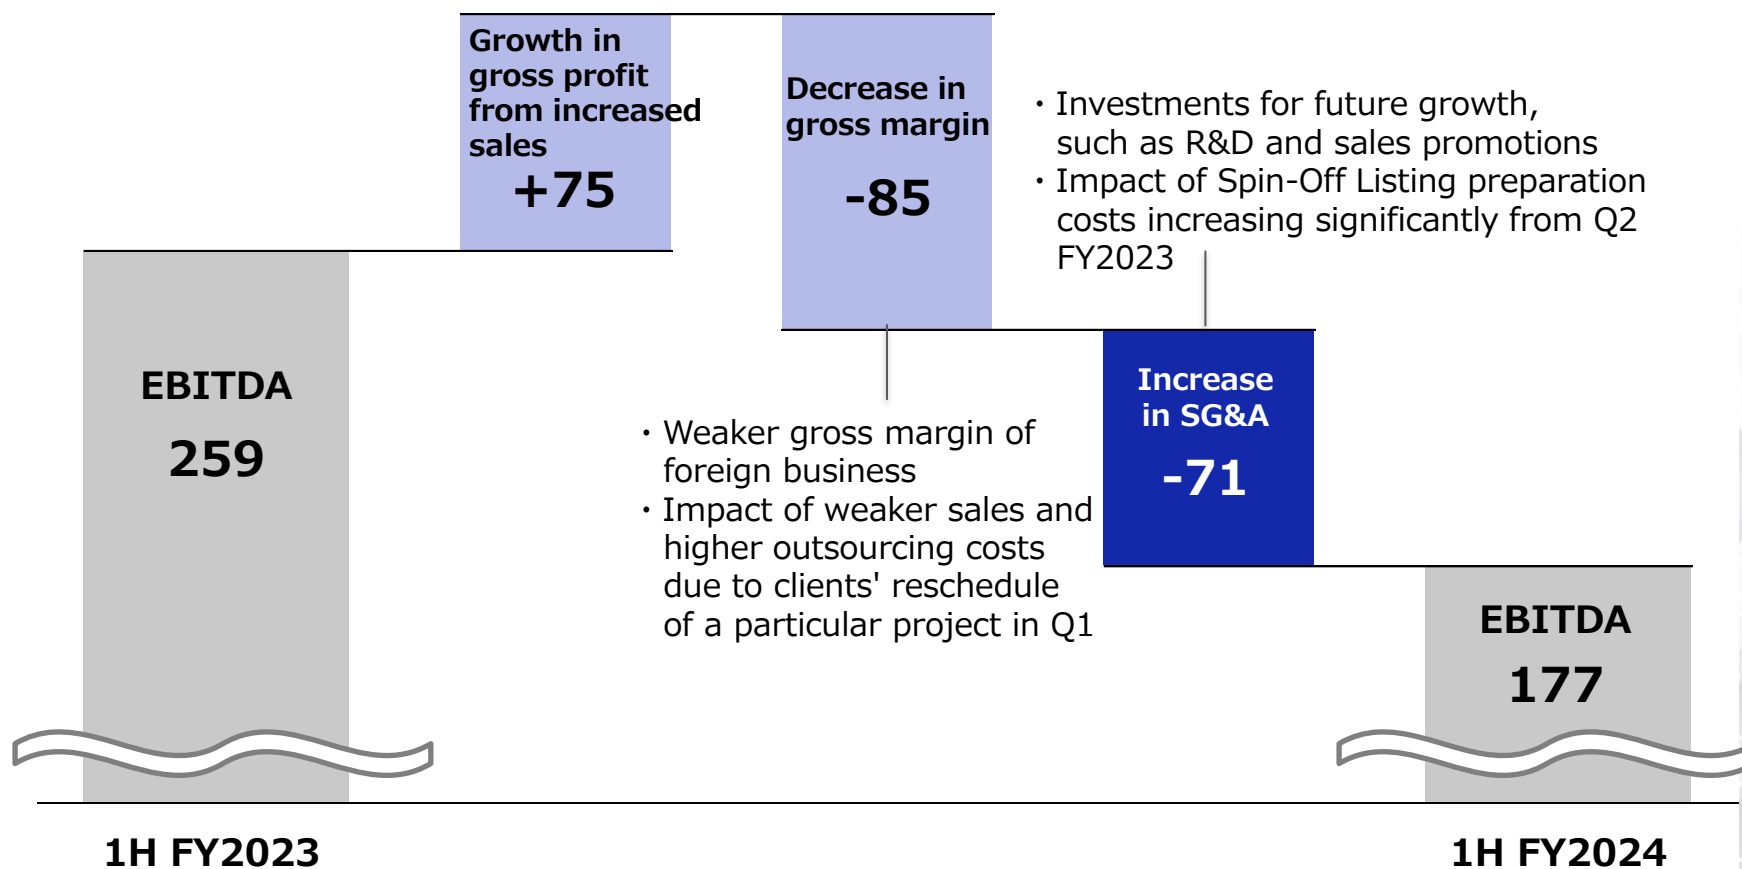 Growth in
gross profit
from increased
sales
+75
Decrease in
gross margin
-85
・Investments for future growth,
such as R&D and sales promotions
・Impact of Spin-Off Listing preparation
costs increasing significantly from Q2
FY2023
EBITDA
259
・Weaker gross margin of
foreign business
・Impact of weaker sales and
higher outsourcing costs
due to clients' reschedule
of a particular project in Q1
Increase
in SG&A
-71
EBITDA
177
1H FY2023
1H FY2024